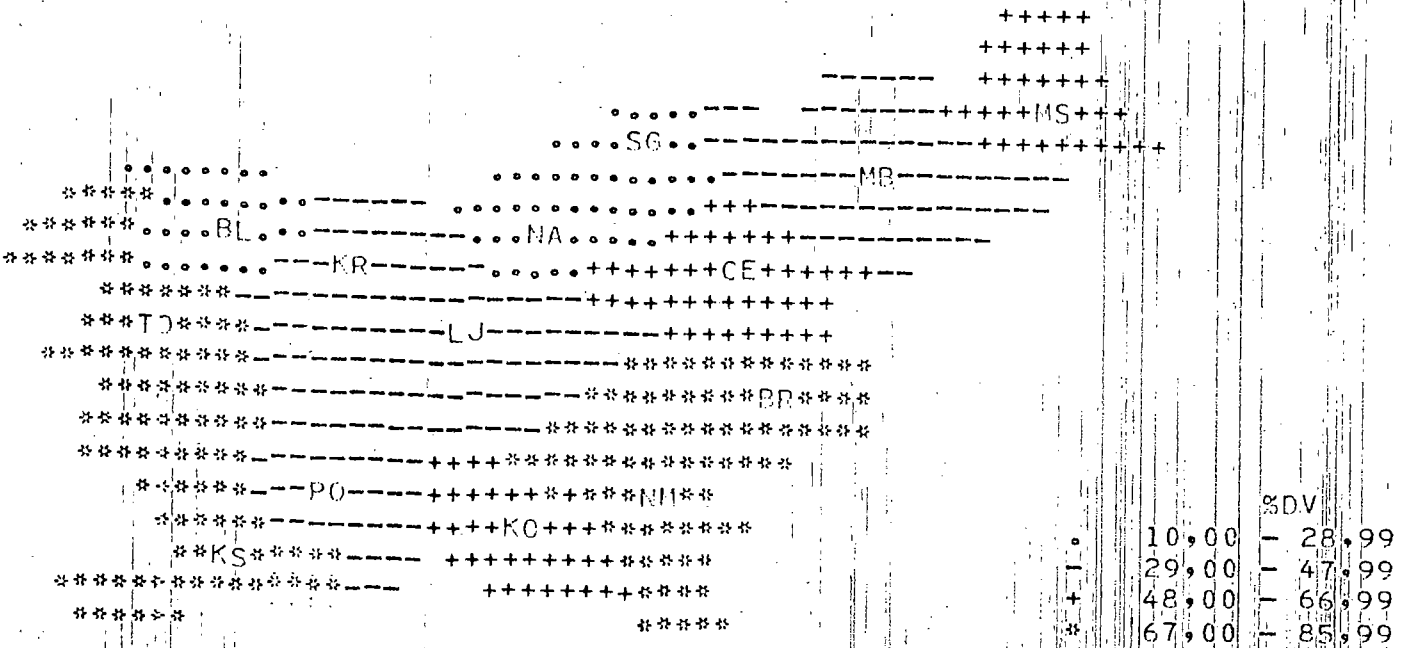 MS
SG
MB
BL NA
KR CE
TO LJ
BR
PO NM
KO
KS
%DV
. 10,00 - 28,99
- 29,00 - 47,99
+ 48,00 - 66,99
* 67,00 - 85,99